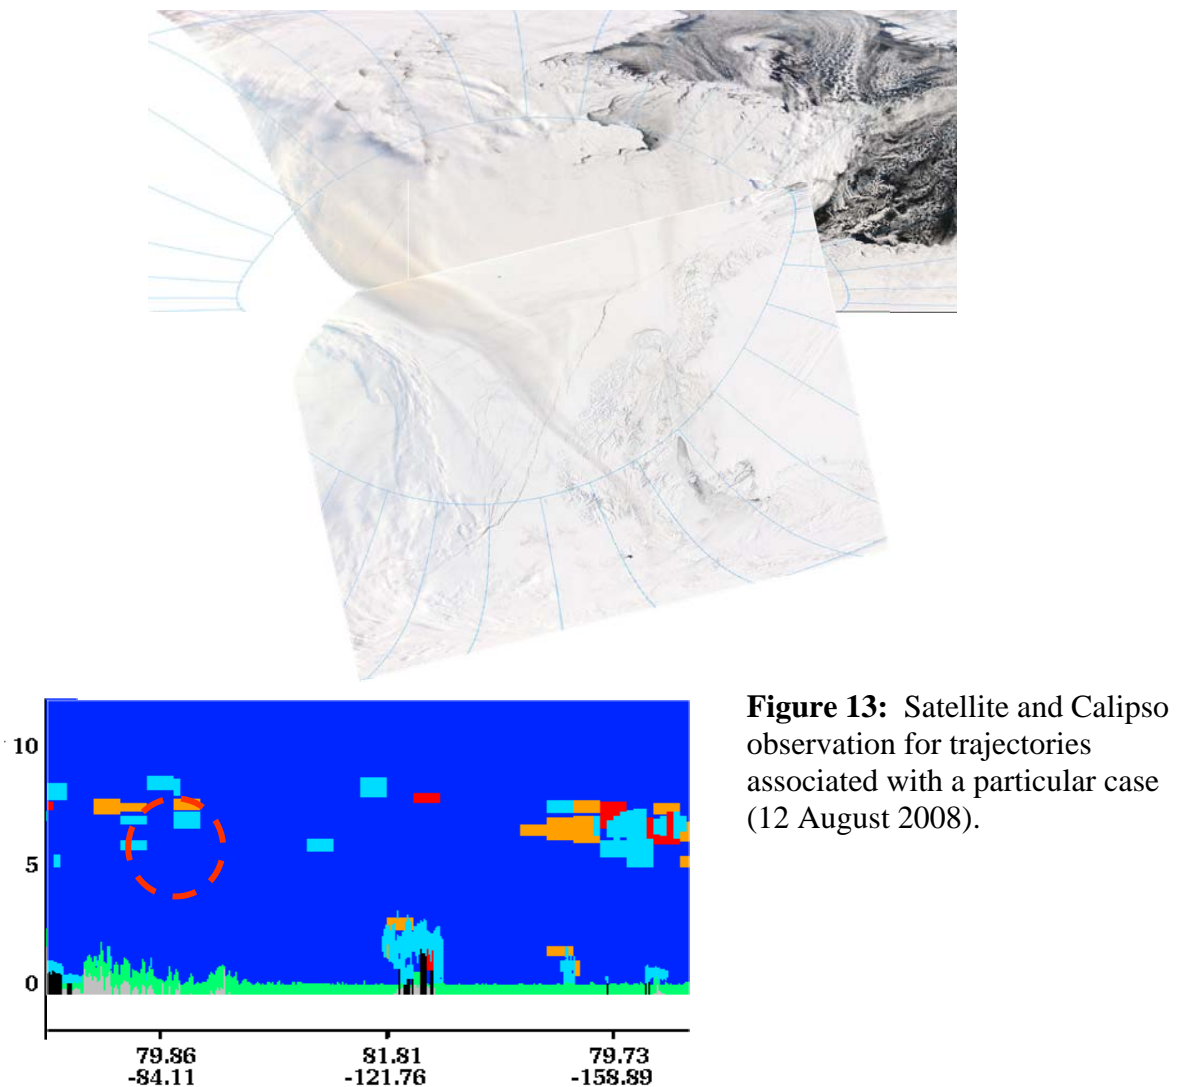 Figure 13: Satellite and Calipso
observation for trajectories
associated with a particular case
(12 August 2008).
10
5
0
79.86 81.81 79.73
-84.11 -121.76 -158.89